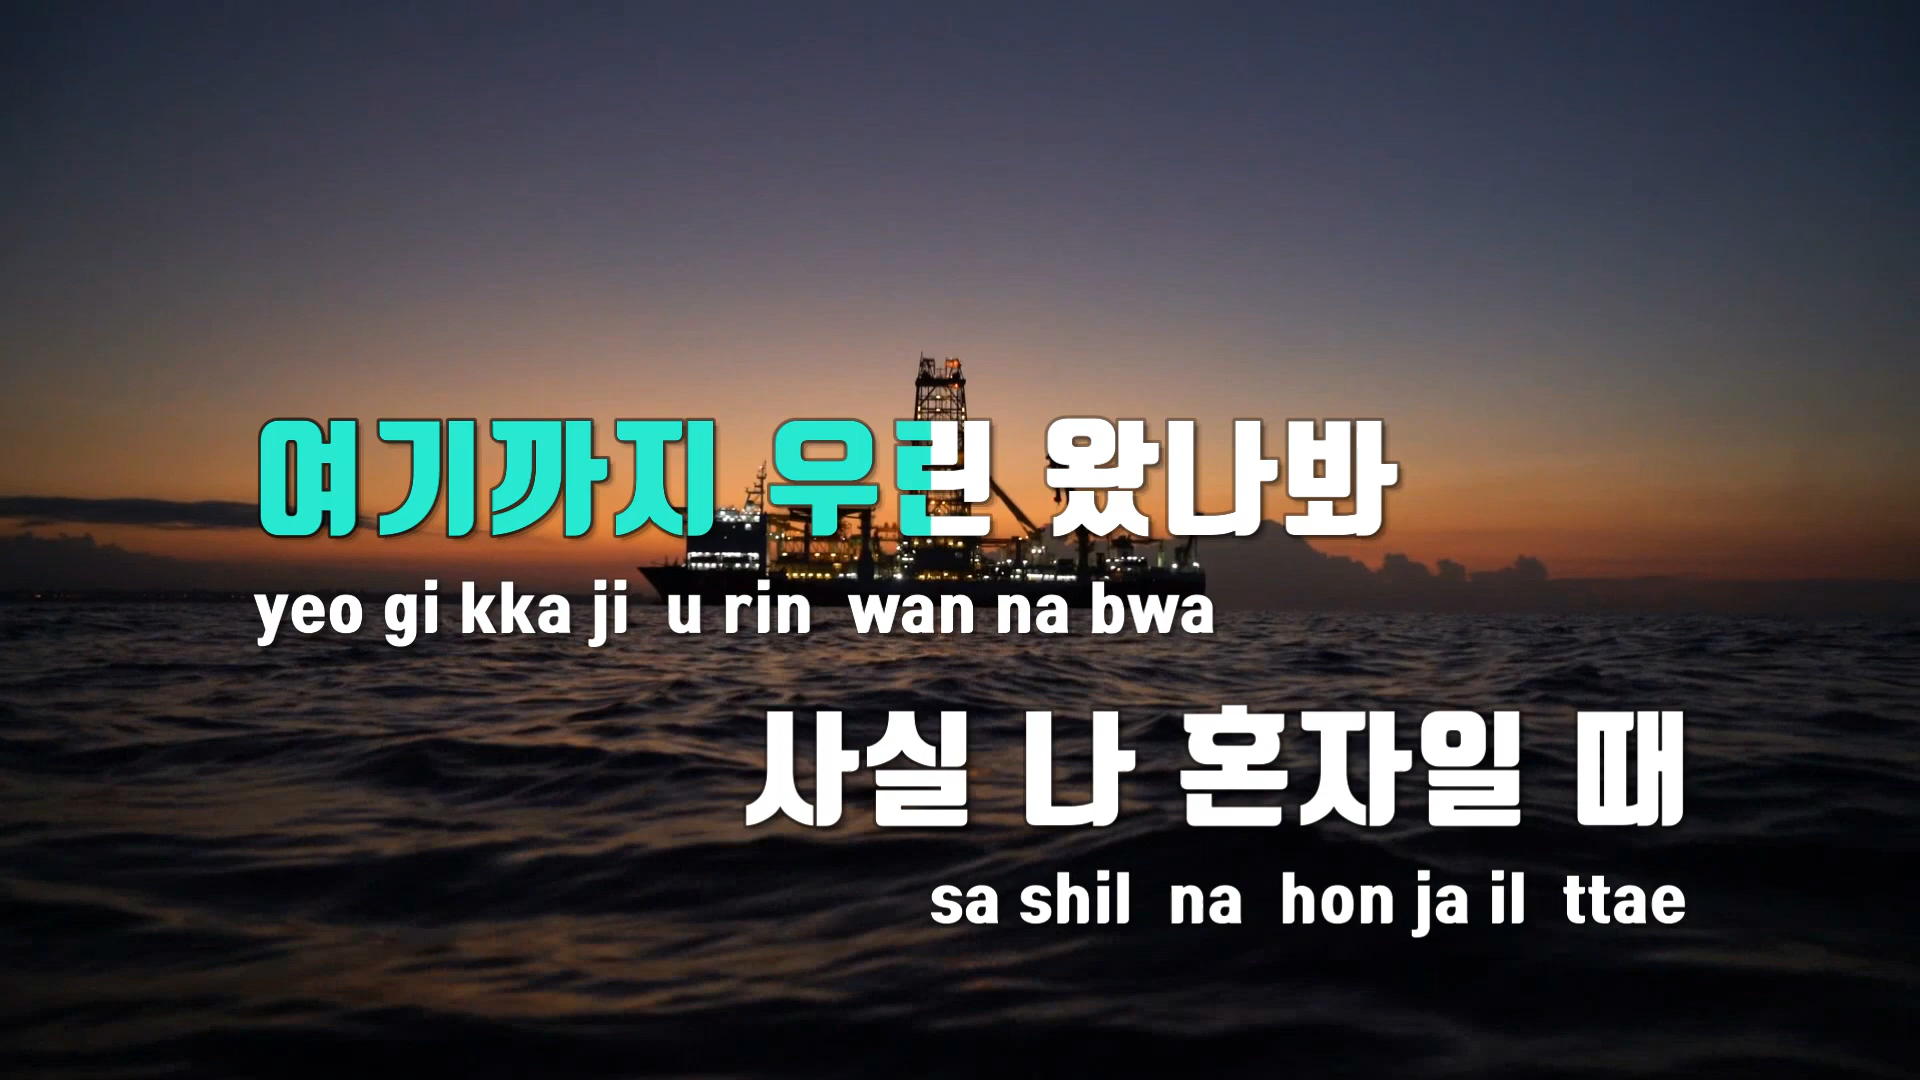 여기까지 우린 왔나봐
yeo gi kka ji u rin wan na bwa
사실 나 혼자일 때
sa shil na hon ja il ttae